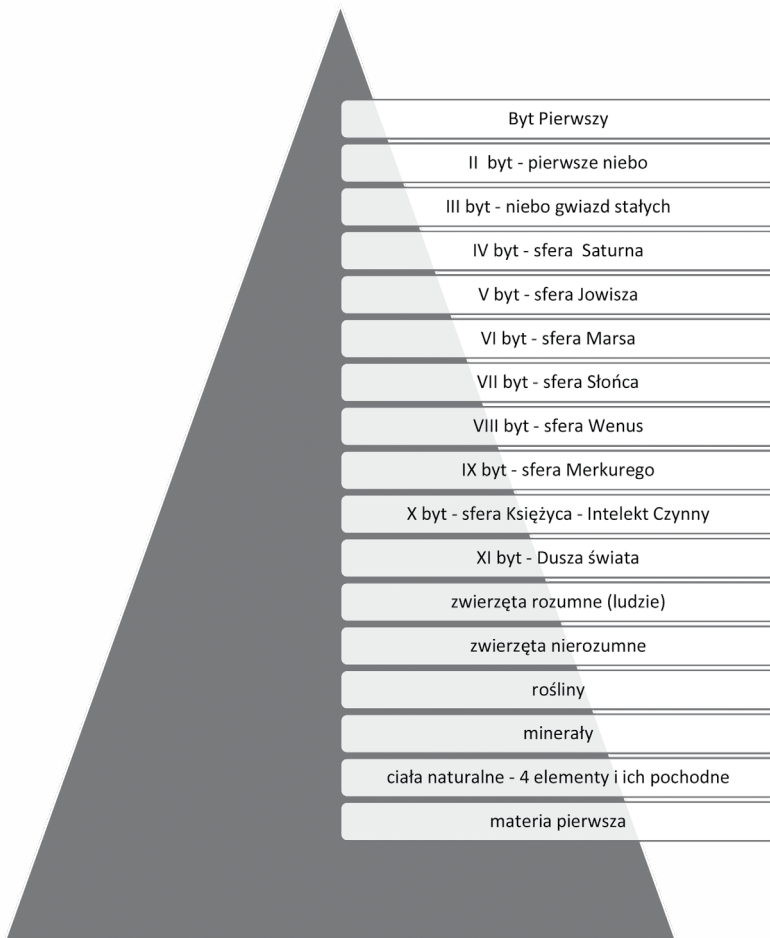 Byt Pierwszy
II byt - pierwsze niebo
III byt - niebo gwiazd stałych
IV byt - sfera Saturna
V byt - sfera Jowisza
VI byt - sfera Marsa
VII byt - sfera Słońca
VIII byt - sfera Wenus
IX byt - sfera Merkurego
X byt - sfera Księżyca - Intelekt Czynny
XI byt - Dusza świata
zwierzęta rozumne (ludzie)
zwierzęta nierozumne
rośliny
minerały
ciała naturalne - 4 elementy i ich pochodne
materia pierwsza